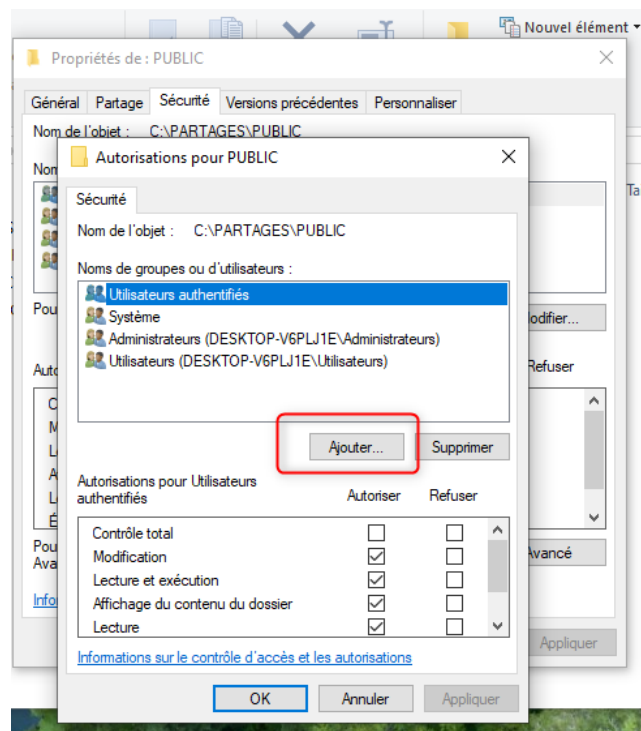 Nouvel élément
Propriétés de : PUBLIC
Général Partage Sécurité Versions précédentes Personnaliser
Nom de l'objet : C:\PARTAGES\PUBLIC
Autorisations pour PUBLIC
Sécurité
Nom de l'objet : C:\PARTAGES\PUBLIC
Noms de groupes ou d'utilisateurs :
Utilisateurs authentifiés
Système
Administrateurs (DESKTOP-V6PLJ1E\Administrateurs)
Utilisateurs (DESKTOP-V6PLJ1E\Utilisateurs)
Refuser
Ajouter... Supprimer
Autorisations pour Utilisateurs
authentifiés Autoriser Refuser
Contrôle total
Modification
Lecture et exécution
Affichage du contenu du dossier
Lecture
Avancé
Informations sur le contrôle d'accès et les autorisations
Appliquer
OK Annuler Appliquer